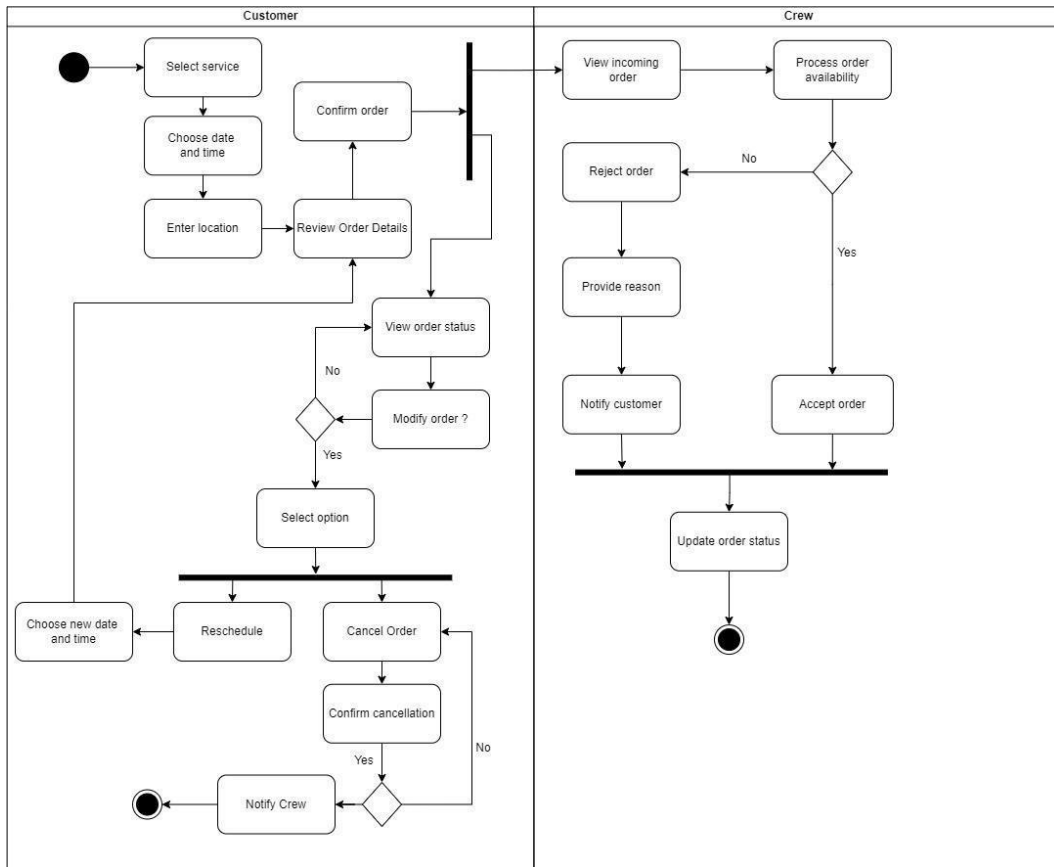 Customer
Crew
Select service
View incoming
order
Process order
availability
Confirm order
Choose date
and time
No
Reject order
Enter location
Review Order Details
Yes
Provide reason
View order status
No
Notify customer
Accept order
Modify order ?
Yes
Select option
Update order status
Choose new date
and time
Reschedule
Cancel Order
Confirm cancellation
No
Yes
Notify Crew